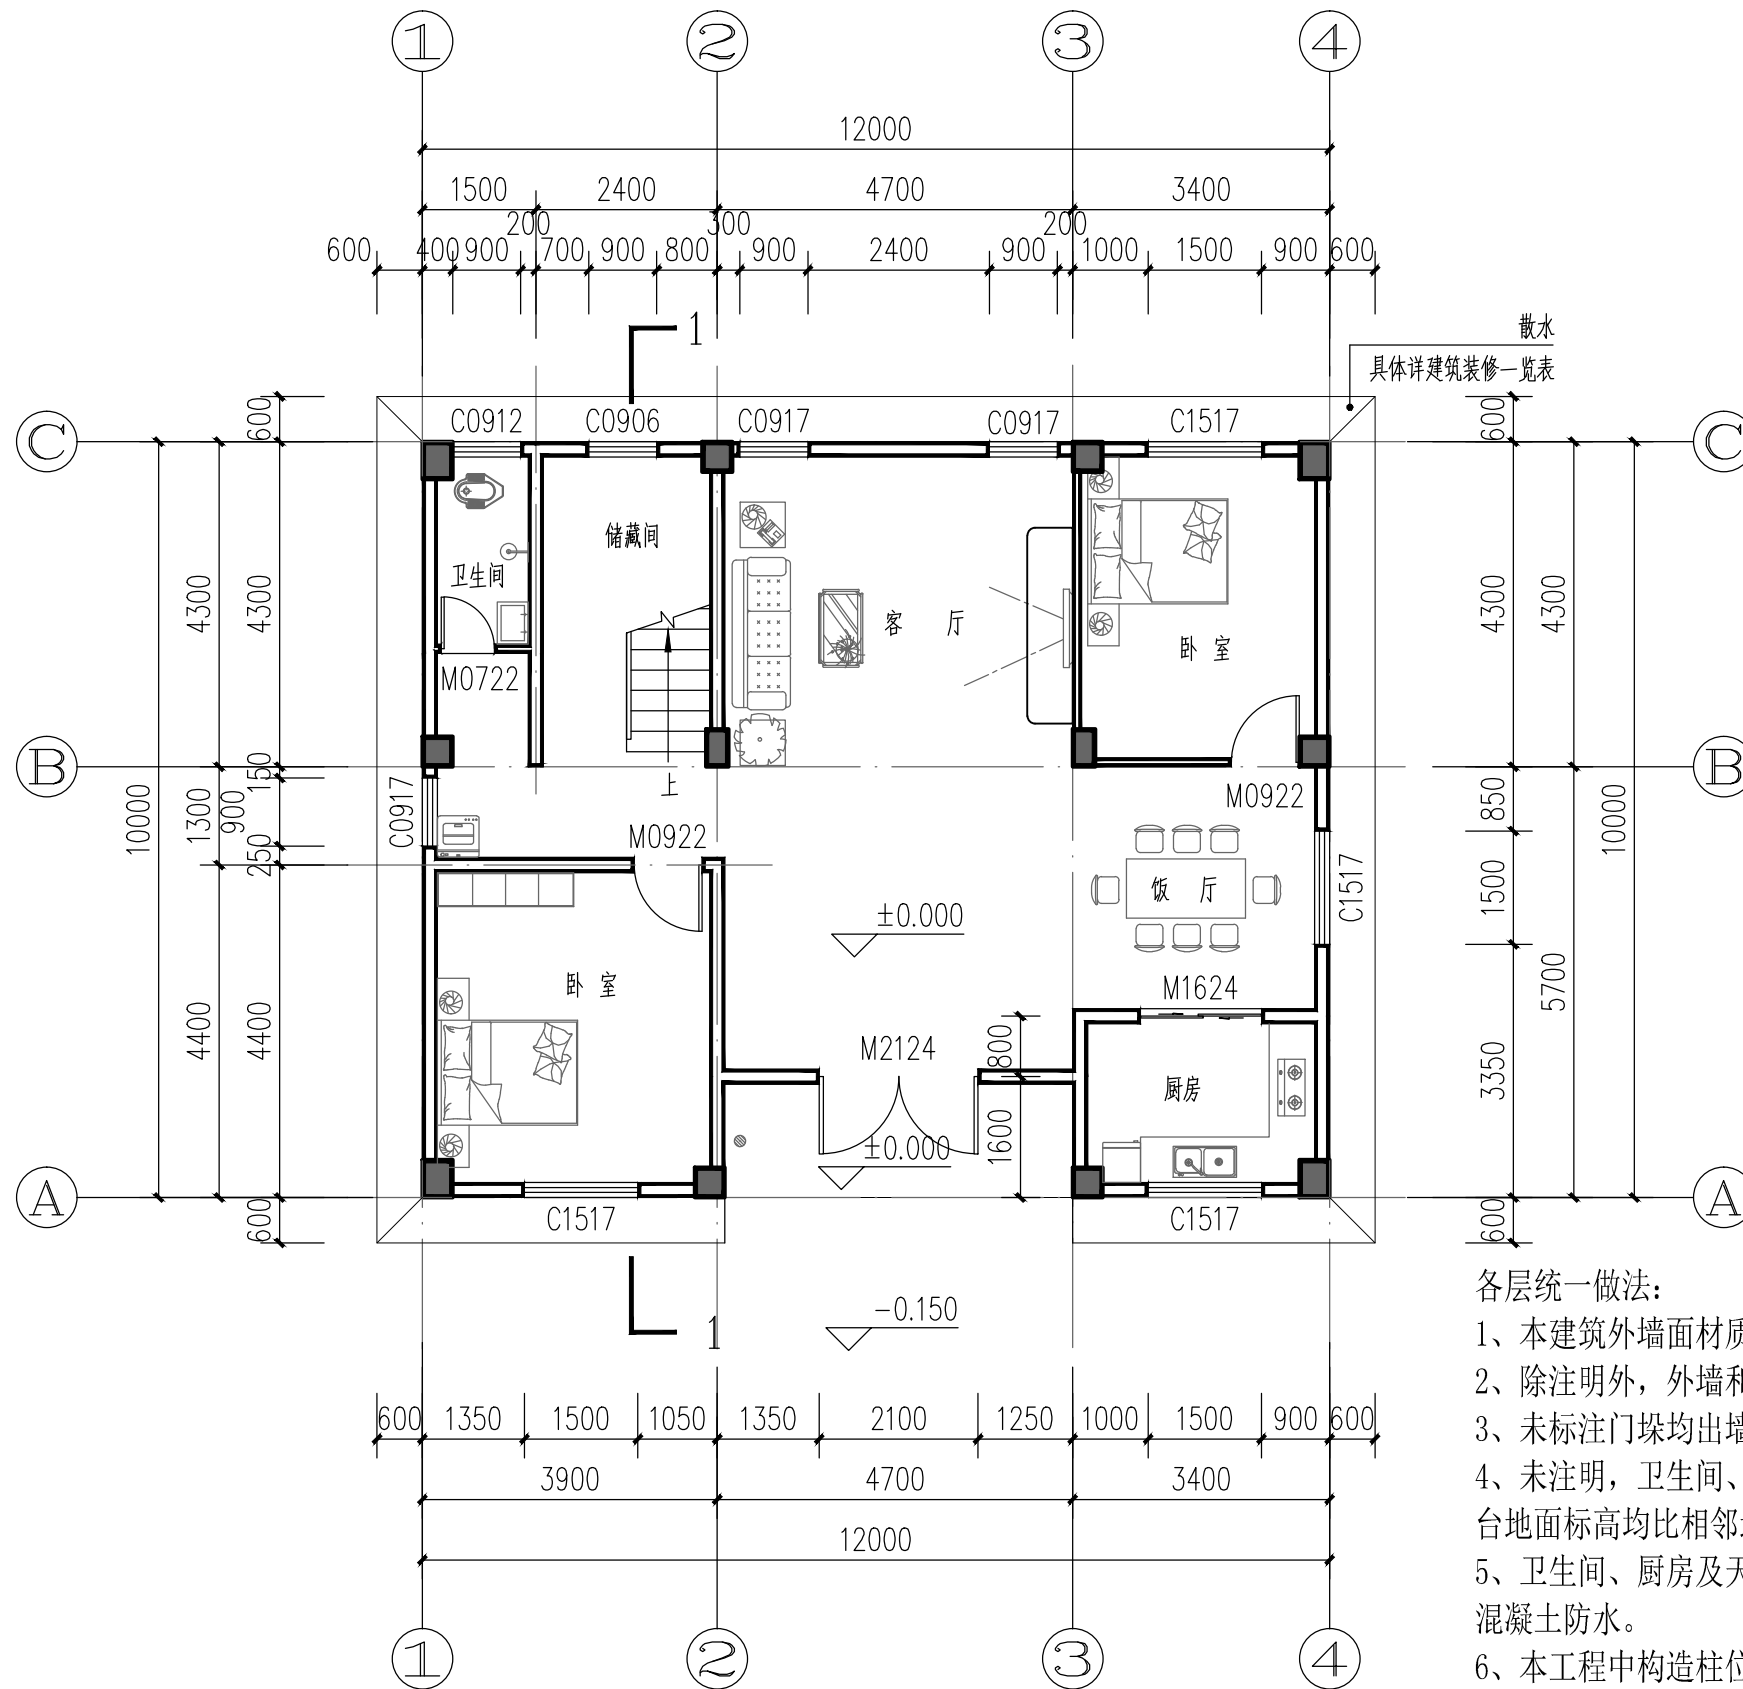 1 2 3 4
12000
1500 2400 4700 3400
200 300 200
600 400 900 700 900 800 900 2400 900 1000 1500 900 600
1
散水
具体详建筑装修一览表
600 600
C0912 C0906 C0917 C0917 C1517
C C
储藏间
卫生间
4300 4300 客 厅 4300 4300
卧 室
M0722
B B
150
上
C0917 M0922 850
10000 1300 900 M0922 10000
250
饭 厅 1500 C1517
±0.000
卧 室 M1624 5700
4400 4400 M2124 800 3350
厨房
±0.000 1600
A A
600 C1517 C1517 600
-0.150
1
各层统一做法：
1、本建筑外墙面材质
2、除注明外，外墙和
3、未标注门垛均出墙
4、未注明，卫生间、
台地面标高均比相邻
5、卫生间、厨房及天
混凝土防水。
6、本工程中构造柱位
600 1350 1500 1050 1350 2100 1250 1000 1500 900 600
3900 4700 3400
12000
1 2 3 4